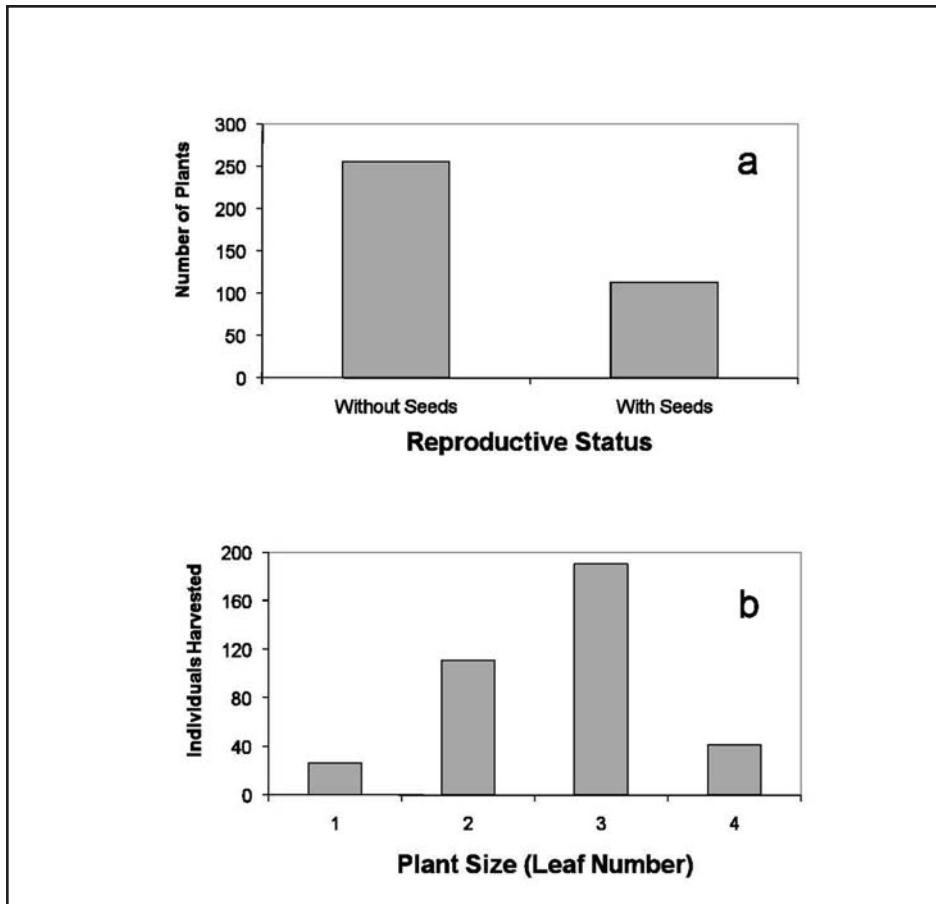 a
300
250
200
150
100
50
0
Number of Plants
Without Seeds With Seeds
Reproductive Status
b
200
160
120
80
40
0
Individuals Harvested
1 2 3 4
Plant Size (Leaf Number)